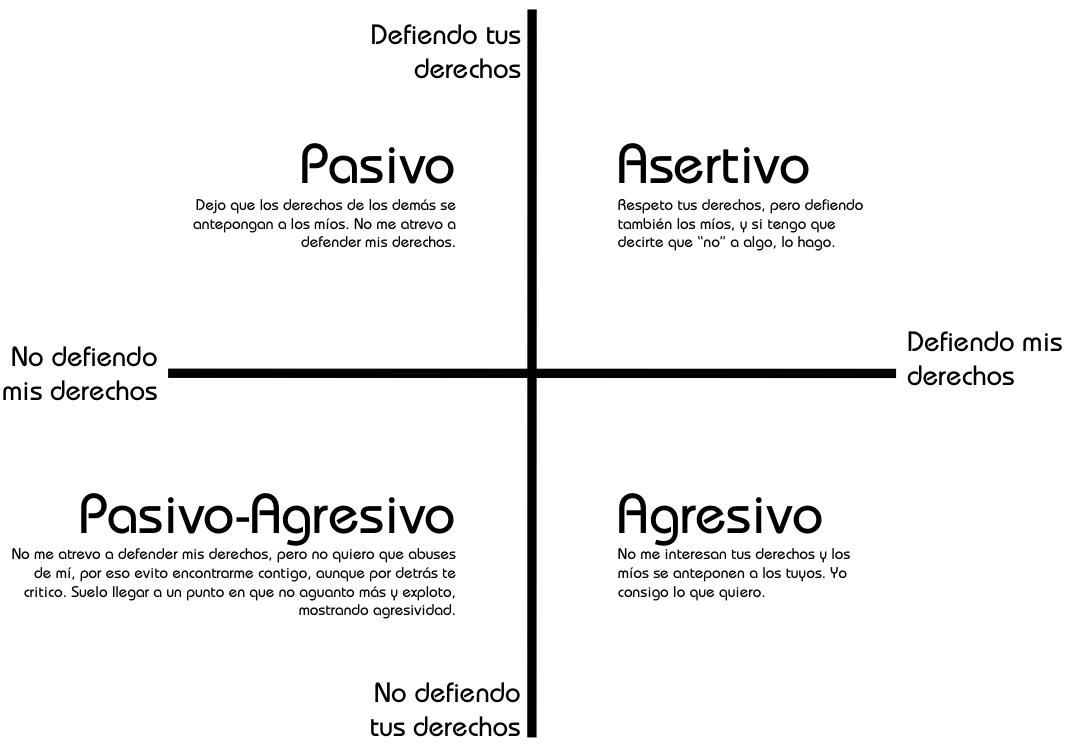 Defiendo tus
derechos
Pasivo
Dejo que los derechos de los demás se
antepongan a los míos. No me atrevo a
defender mis derechos.
Asertivo
Respeto tus derechos, pero defiendo
también los míos, y si tengo que
decirte que "no" a algo, lo hago.
No defiendo
mis derechos
Defiendo mis
derechos
Pasivo-Agresivo
No me atrevo a defender mis derechos, pero no quiero que abuses
de mí, por eso evito encontrarme contigo, aunque por detrás te
critico. Suelo llegar a un punto en que no aguanto más y exploto,
mostrando agresividad.
Agresivo
No me interesan tus derechos y los
míos se anteponen a los tuyos. Yo
consigo lo que quiero.
No defiendo
tus derechos